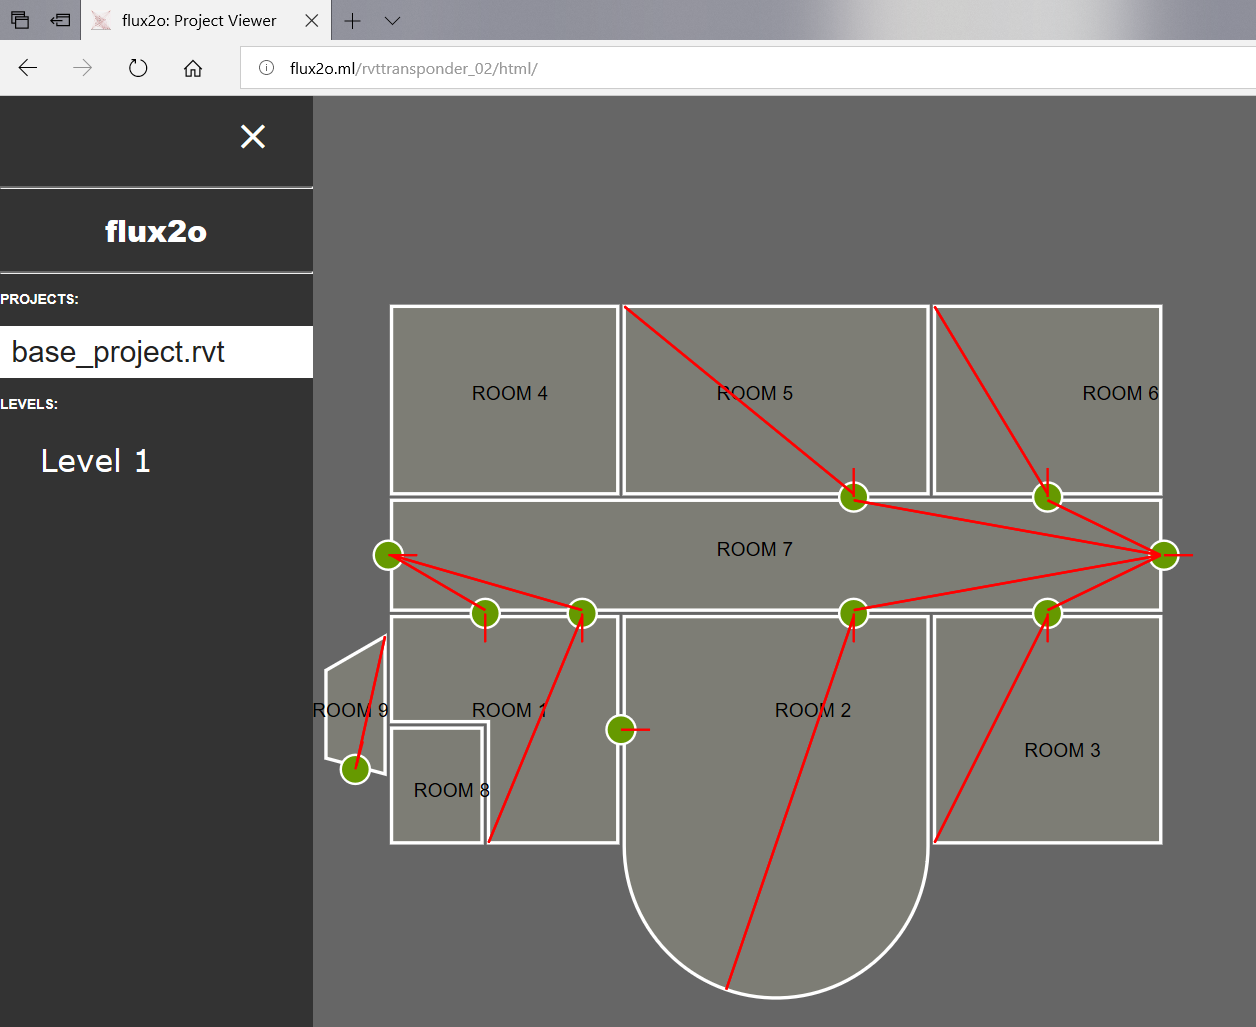 flux2o: Project Viewer
flux2o.ml/rvttransponder_02/html/
flux2o
PROJECTS:
base_project.rvt
LEVELS:
Level 1
ROOM 4
ROOM 5
ROOM 6
ROOM 7
ROOM 9
ROOM 1
ROOM 2
ROOM 3
ROOM 8